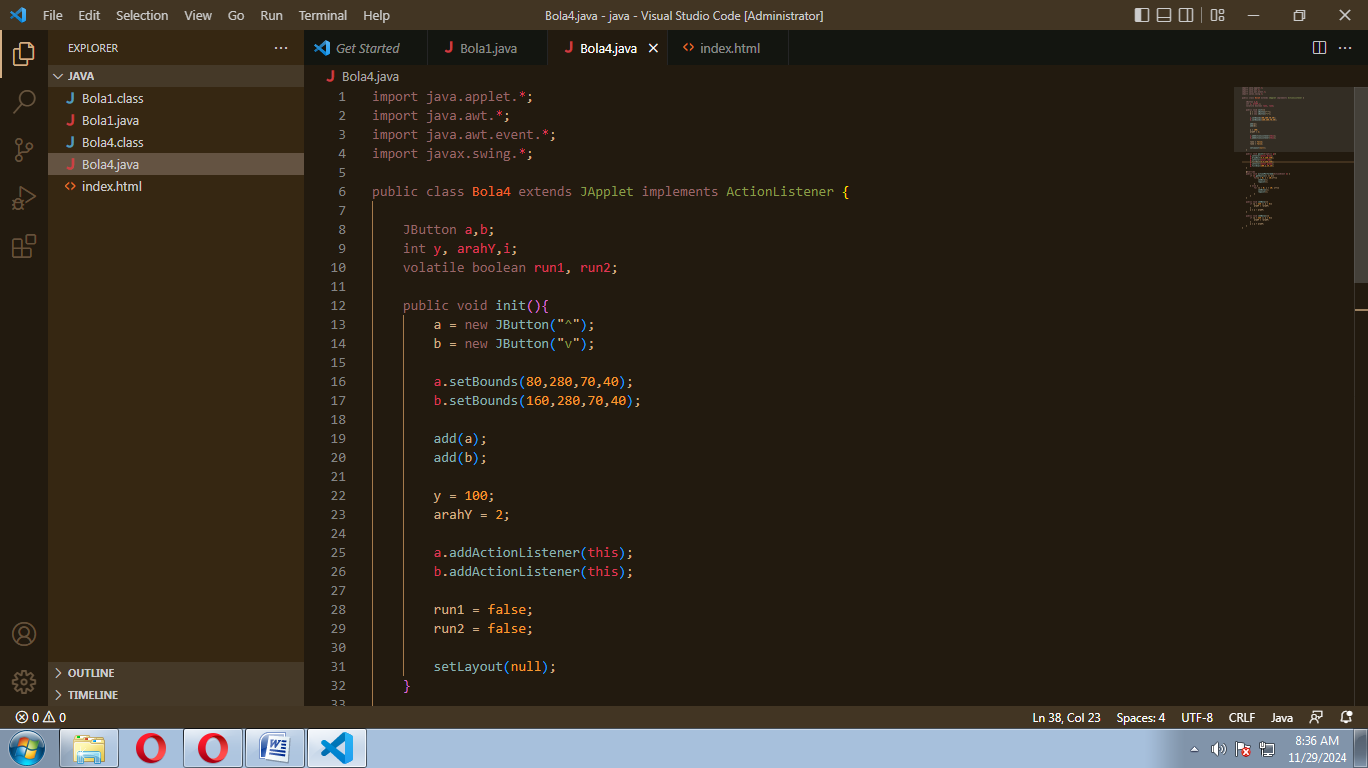 File Edit Selection View Go Run Terminal Help Bola4.java - java - Visual Studio Code [Administrator]
EXPLORER
JAVA
Bola1.class
Bola1.java
Bola4.class
Bola4.java
index.html
OUTLINE
TIMELINE
Get Started Bola1.java Bola4.java index.html
Bola4.java
1 import java.applet.*;
2 import java.awt.*;
3 import java.awt.event.*;
4 import javax.swing.*;
5
6 public class Bola4 extends JApplet implements ActionListener {
7
8 JButton a,b;
9 int y, arahY,i;
10 volatile boolean run1, run2;
11
12 public void init(){
13 a = new JButton("^");
14 b = new JButton("v");
15
16 a.setBounds(80,280,70,40);
17 b.setBounds(160,280,70,40);
18
19 add(a);
20 add(b);
21
22 y = 100;
23 arahY = 2;
24
25 a.addActionListener(this);
26 b.addActionListener(this);
27
28 run1 = false;
29 run2 = false;
30
31 setLayout(null);
32 }
33
0 0 Ln 38, Col 23 Spaces: 4 UTF-8 CRLF Java
8:36 AM
11/29/2024